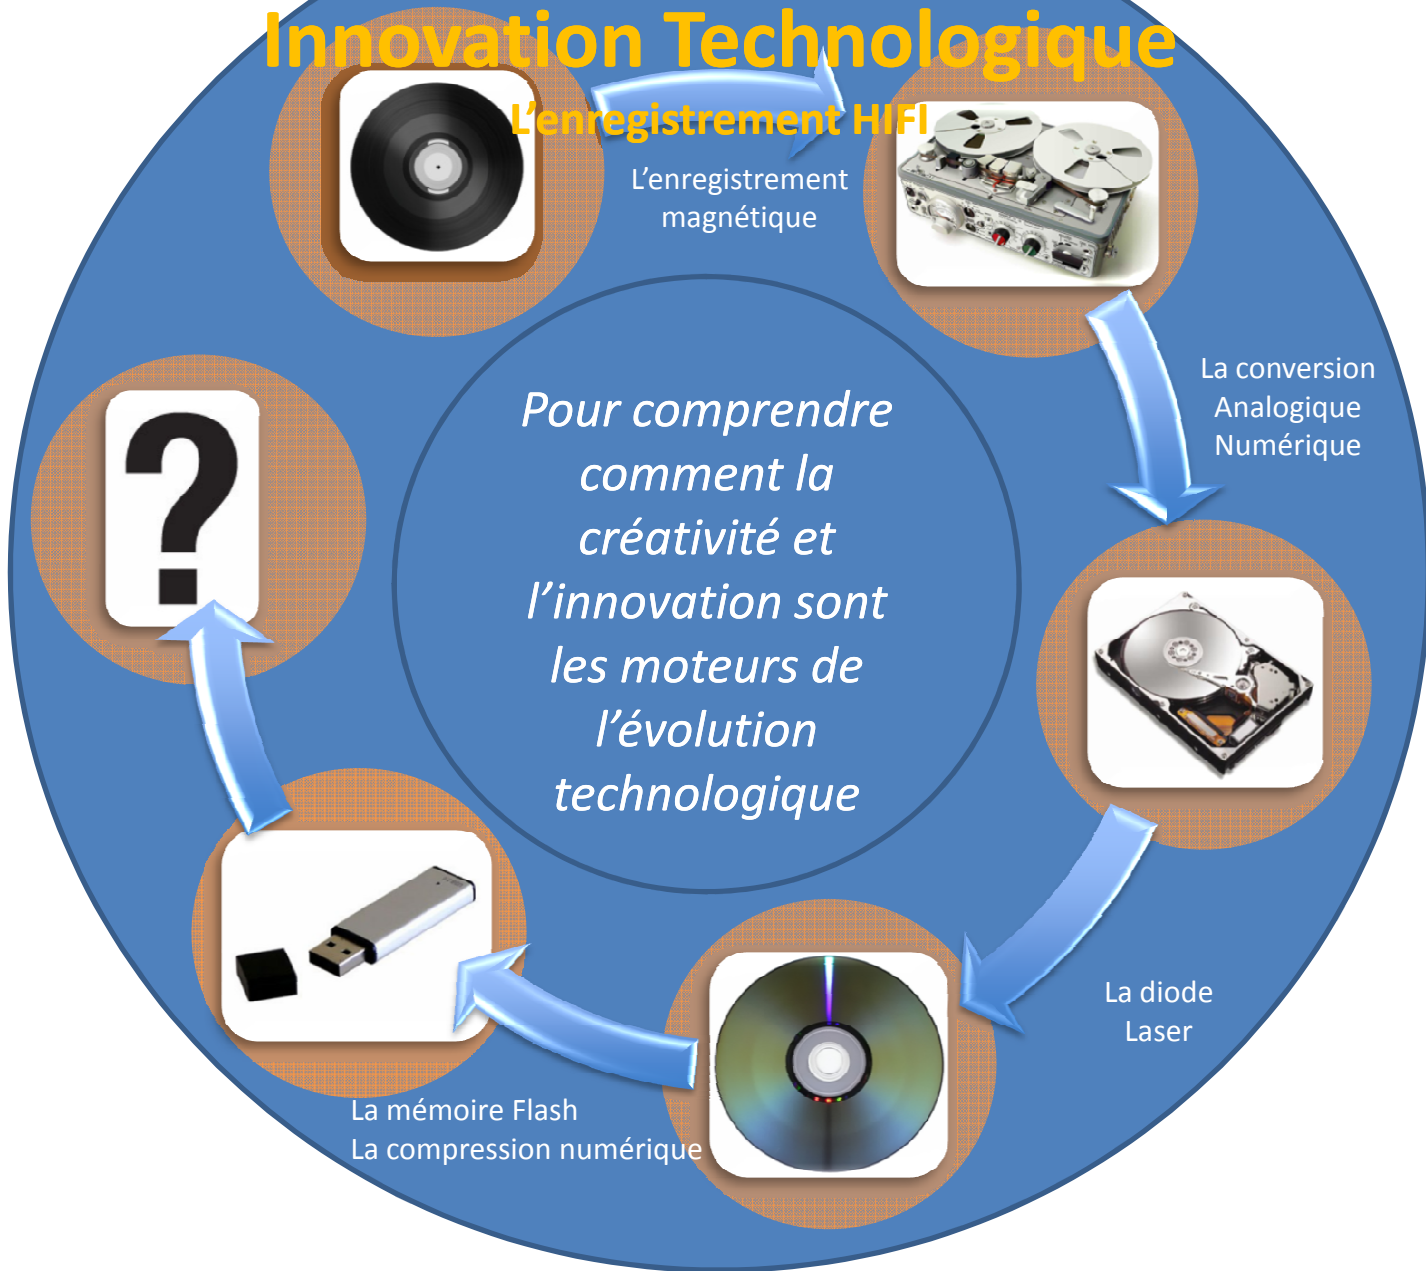 Innovation Technologique
L’enregistrement HIFI
L’enregistrement
magnétique
La conversion
Analogique
Numérique
Pour comprendre
comment la
créativité et
l’innovation sont
les moteurs de
l’évolution
technologique
?
La diode
Laser
La mémoire Flash
La compression numérique